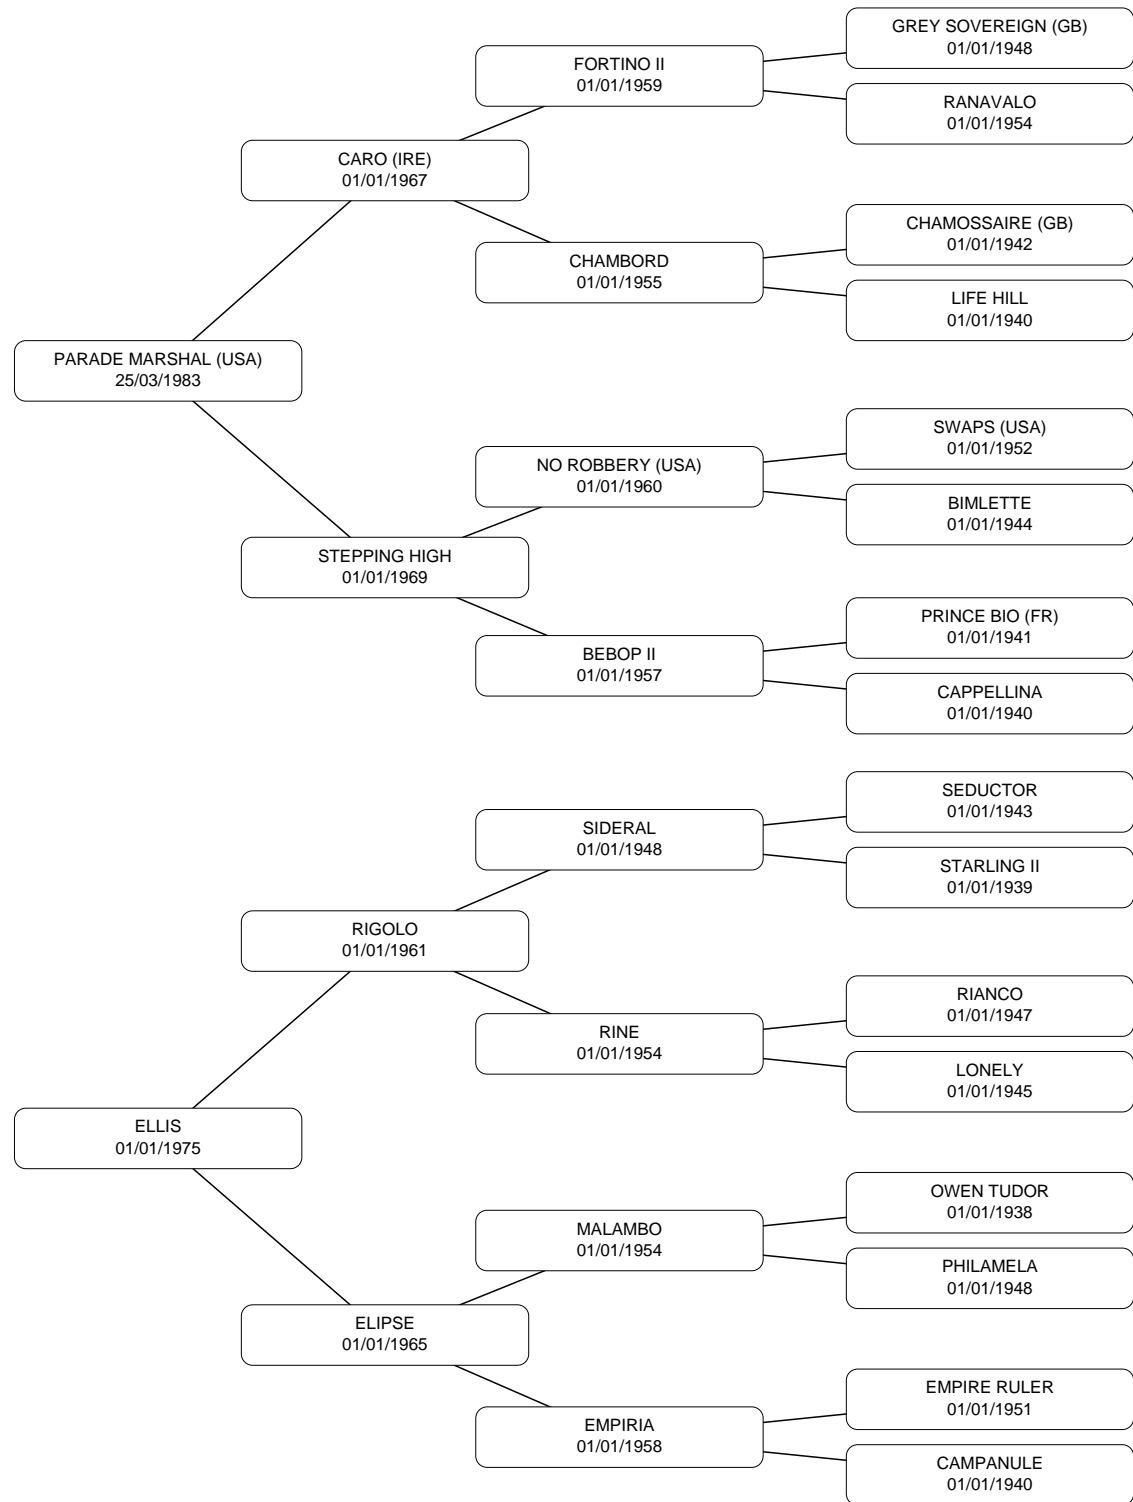 GREY SOVEREIGN (GB)
01/01/1948
FORTINO II
01/01/1959
RANAVALO
01/01/1954
CARO (IRE)
01/01/1967
CHAMOSSAIRE (GB)
01/01/1942
CHAMBORD
01/01/1955
LIFE HILL
01/01/1940
PARADE MARSHAL (USA)
25/03/1983
SWAPS (USA)
01/01/1952
NO ROBBERY (USA)
01/01/1960
BIMLETTE
01/01/1944
STEPPING HIGH
01/01/1969
PRINCE BIO (FR)
01/01/1941
BEBOP II
01/01/1957
CAPPELLINA
01/01/1940
SEDUCTOR
01/01/1943
SIDERAL
01/01/1948
STARLING II
01/01/1939
RIGOLO
01/01/1961
RIANCO
01/01/1947
RINE
01/01/1954
LONELY
01/01/1945
ELLIS
01/01/1975
OWEN TUDOR
01/01/1938
MALAMBO
01/01/1954
PHILAMELA
01/01/1948
ELIPSE
01/01/1965
EMPIRE RULER
01/01/1951
EMPIRIA
01/01/1958
CAMPANULE
01/01/1940